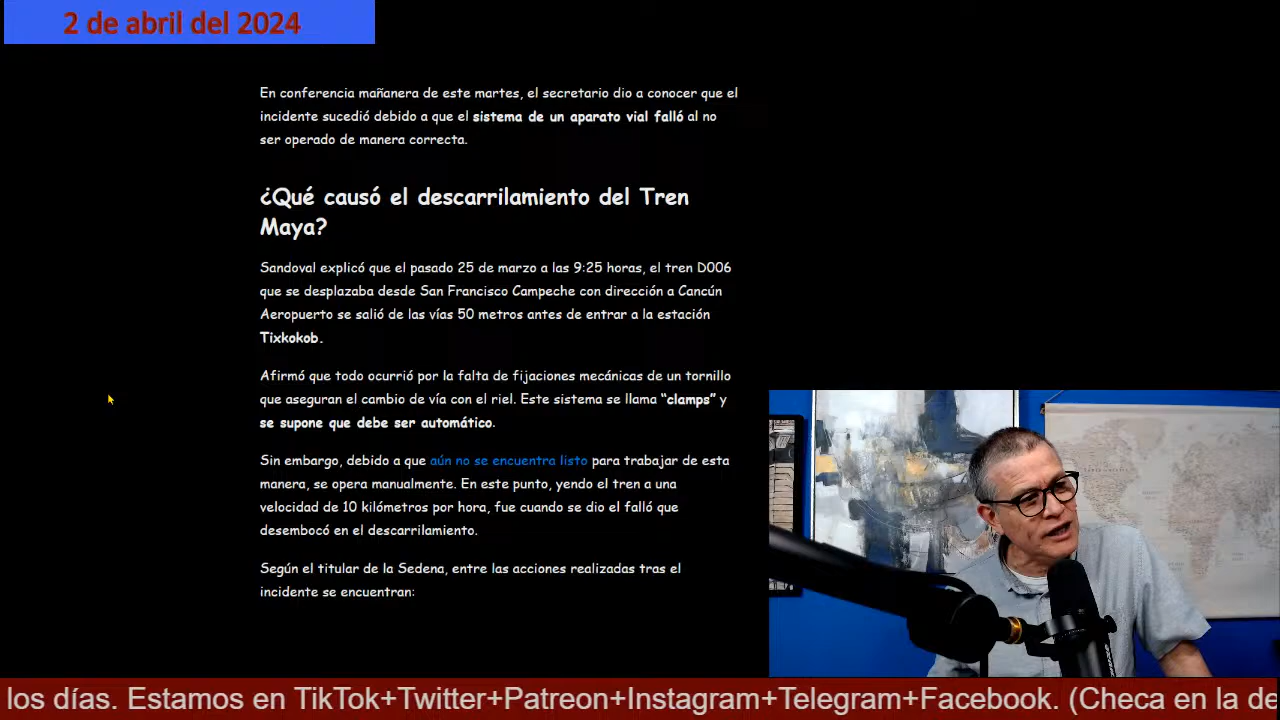 2 de abril del 2024
En conferencia mañanera de este martes, el secretario dio a conocer que el
incidente sucedió debido a que el sistema de un aparato vial falló al no
ser operado de manera correcta.
¿Qué causó el descarrilamiento del Tren
Maya?
Sandoval explicó que el pasado 25 de marzo a las 9:25 horas, el tren D006
que se desplazaba desde San Francisco Campeche con dirección a Cancún
Aeropuerto se salió de las vías 50 metros antes de entrar a la estación
Tixkokob.
Afirmó que todo ocurrió por la falta de fijaciones mecánicas de un tornillo
que aseguran el cambio de vía con el riel. Este sistema se llama “clamps” y
se supone que debe ser automático.
Sin embargo, debido a que aún no se encuentra listo para trabajar de esta
manera, se opera manualmente. En este punto, yendo el tren a una
velocidad de 10 kilómetros por hora, fue cuando se dio el falló que
desembocó en el descarrilamiento.
Según el titular de la Sedena, entre las acciones realizadas tras el
incidente se encuentran:
los días. Estamos en TikTok+Twitter+Patreon+Instagram+Telegram+Facebook. (Checa en la de